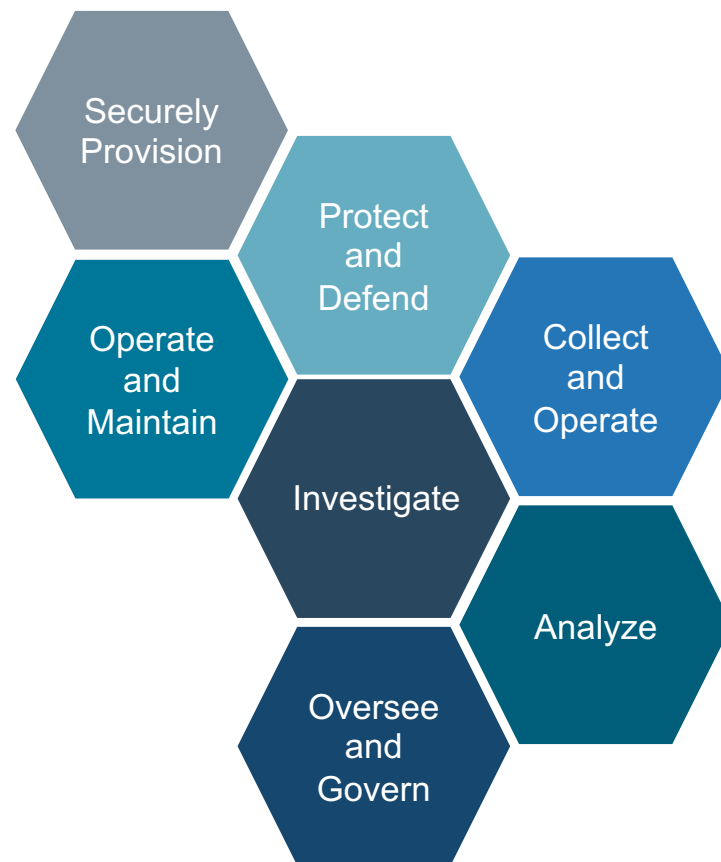 Securely
Provision
Protect
and
Defend
Operate
and
Maintain
Collect
and
Operate
Investigate
Analyze
Oversee
and
Govern